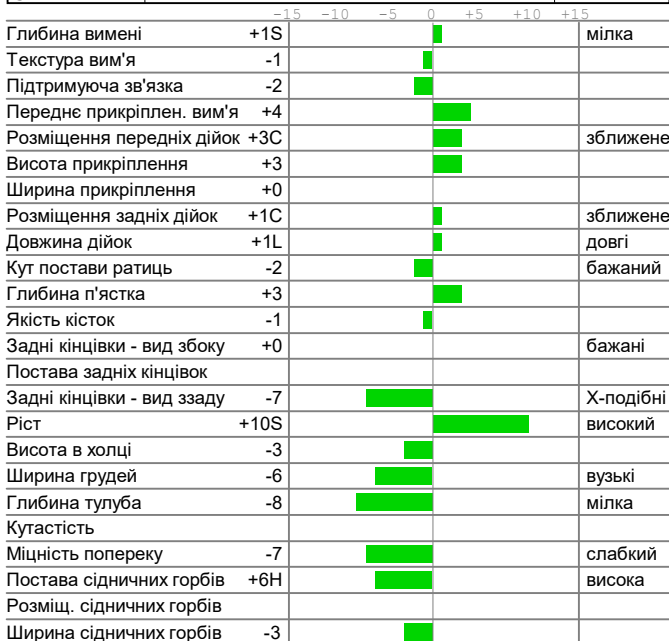 -15 -10 -5 0 +5 +10 +15
Глибина вимені +1S мілка
Текстура вим'я -1
Підтримуюча зв'язка -2
Переднє прикріплен. вим'я +4
Розміщення передніх дійок +3C зближене
Висота прикріплення +3
Ширина прикріплення +0
Розміщення задніх дійок +1C зближене
Довжина дійок +1L довгі
Кут постави ратиць -2 бажаний
Глибина п'ястка +3
Якість кісток -1
Задні кінцівки - вид збоку +0 бажані
Постава задніх кінцівок
Задні кінцівки - вид ззаду -7 Х-подібні
Ріст +10S високий
Висота в холці -3
Ширина грудей -6 вузькі
Глибина тулуба -8 мілка
Кутастість
Міцність попереку -7 слабкий
Постава сідничних горбів +6H висока
Розміщ. сідничних горбів
Ширина сідничних горбів -3